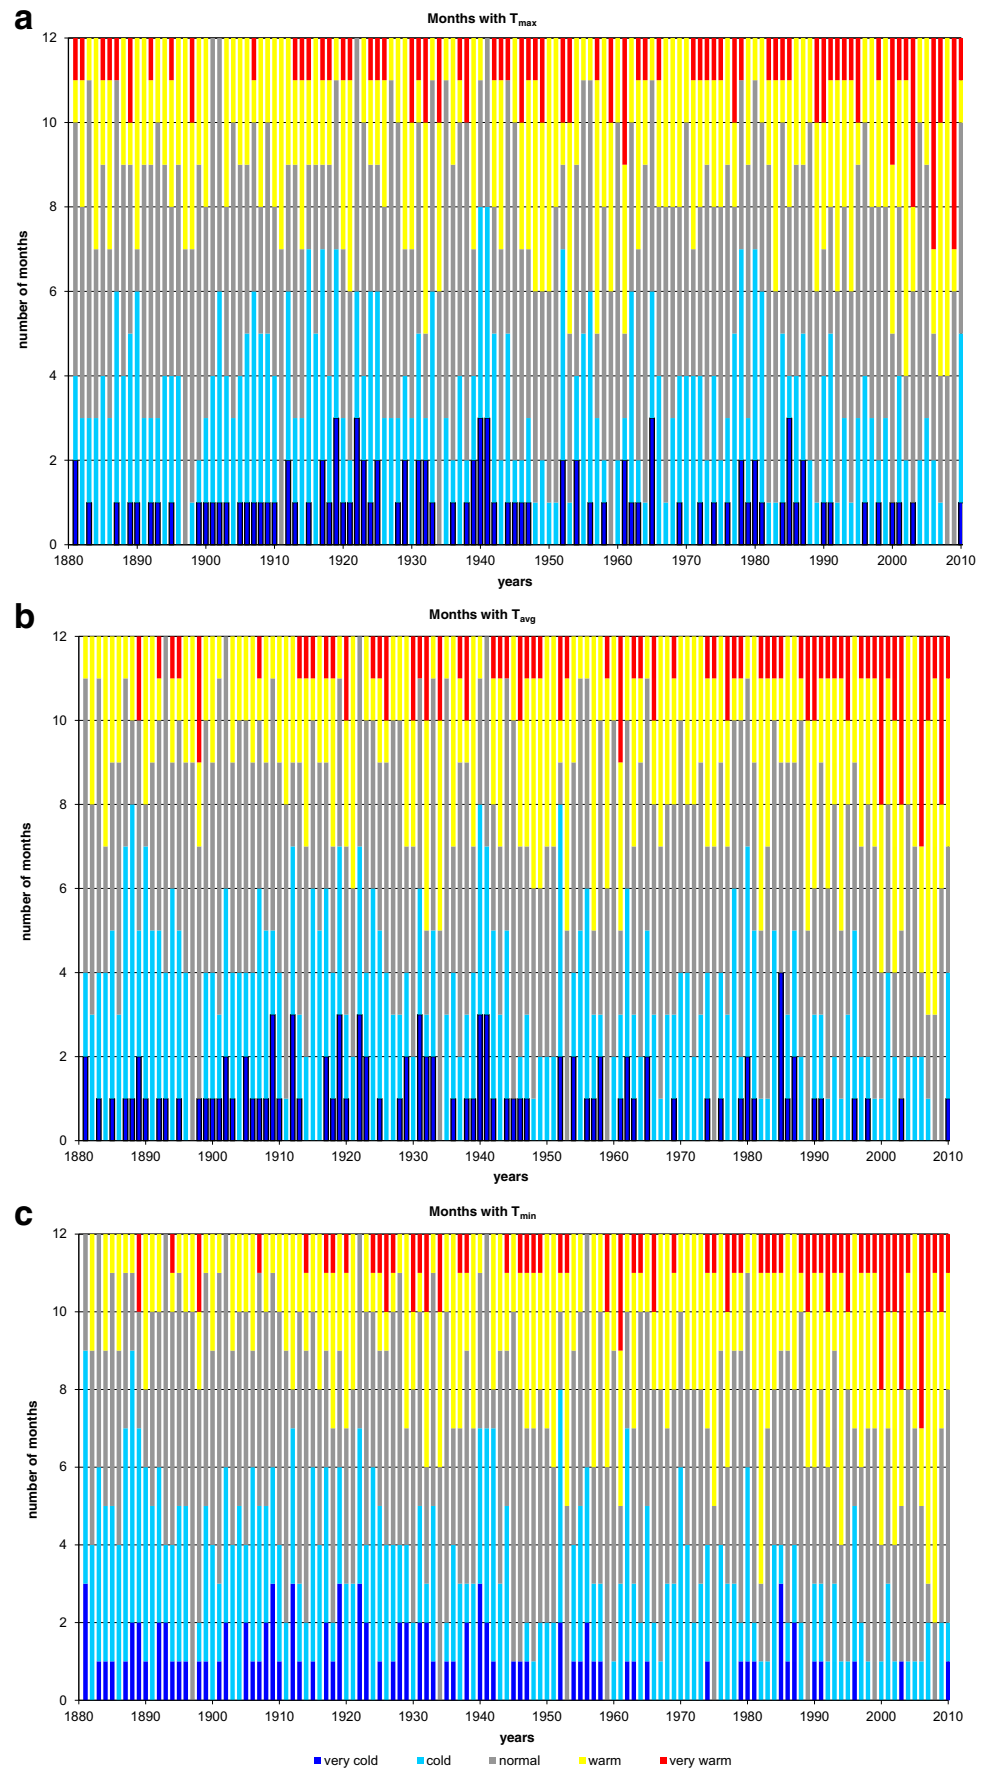 a
Months with Tmax
number of months
12
10
8
6
4
2
0
1880 1890 1900 1910 1920 1930 1940 1950 1960 1970 1980 1990 2000 2010
years
b
Months with Tavg
number of months
12
10
8
6
4
2
0
1880 1890 1900 1910 1920 1930 1940 1950 1960 1970 1980 1990 2000 2010
years
c
Months with Tmin
number of months
12
10
8
6
4
2
0
1880 1890 1900 1910 1920 1930 1940 1950 1960 1970 1980 1990 2000 2010
years
very cold cold normal warm very warm